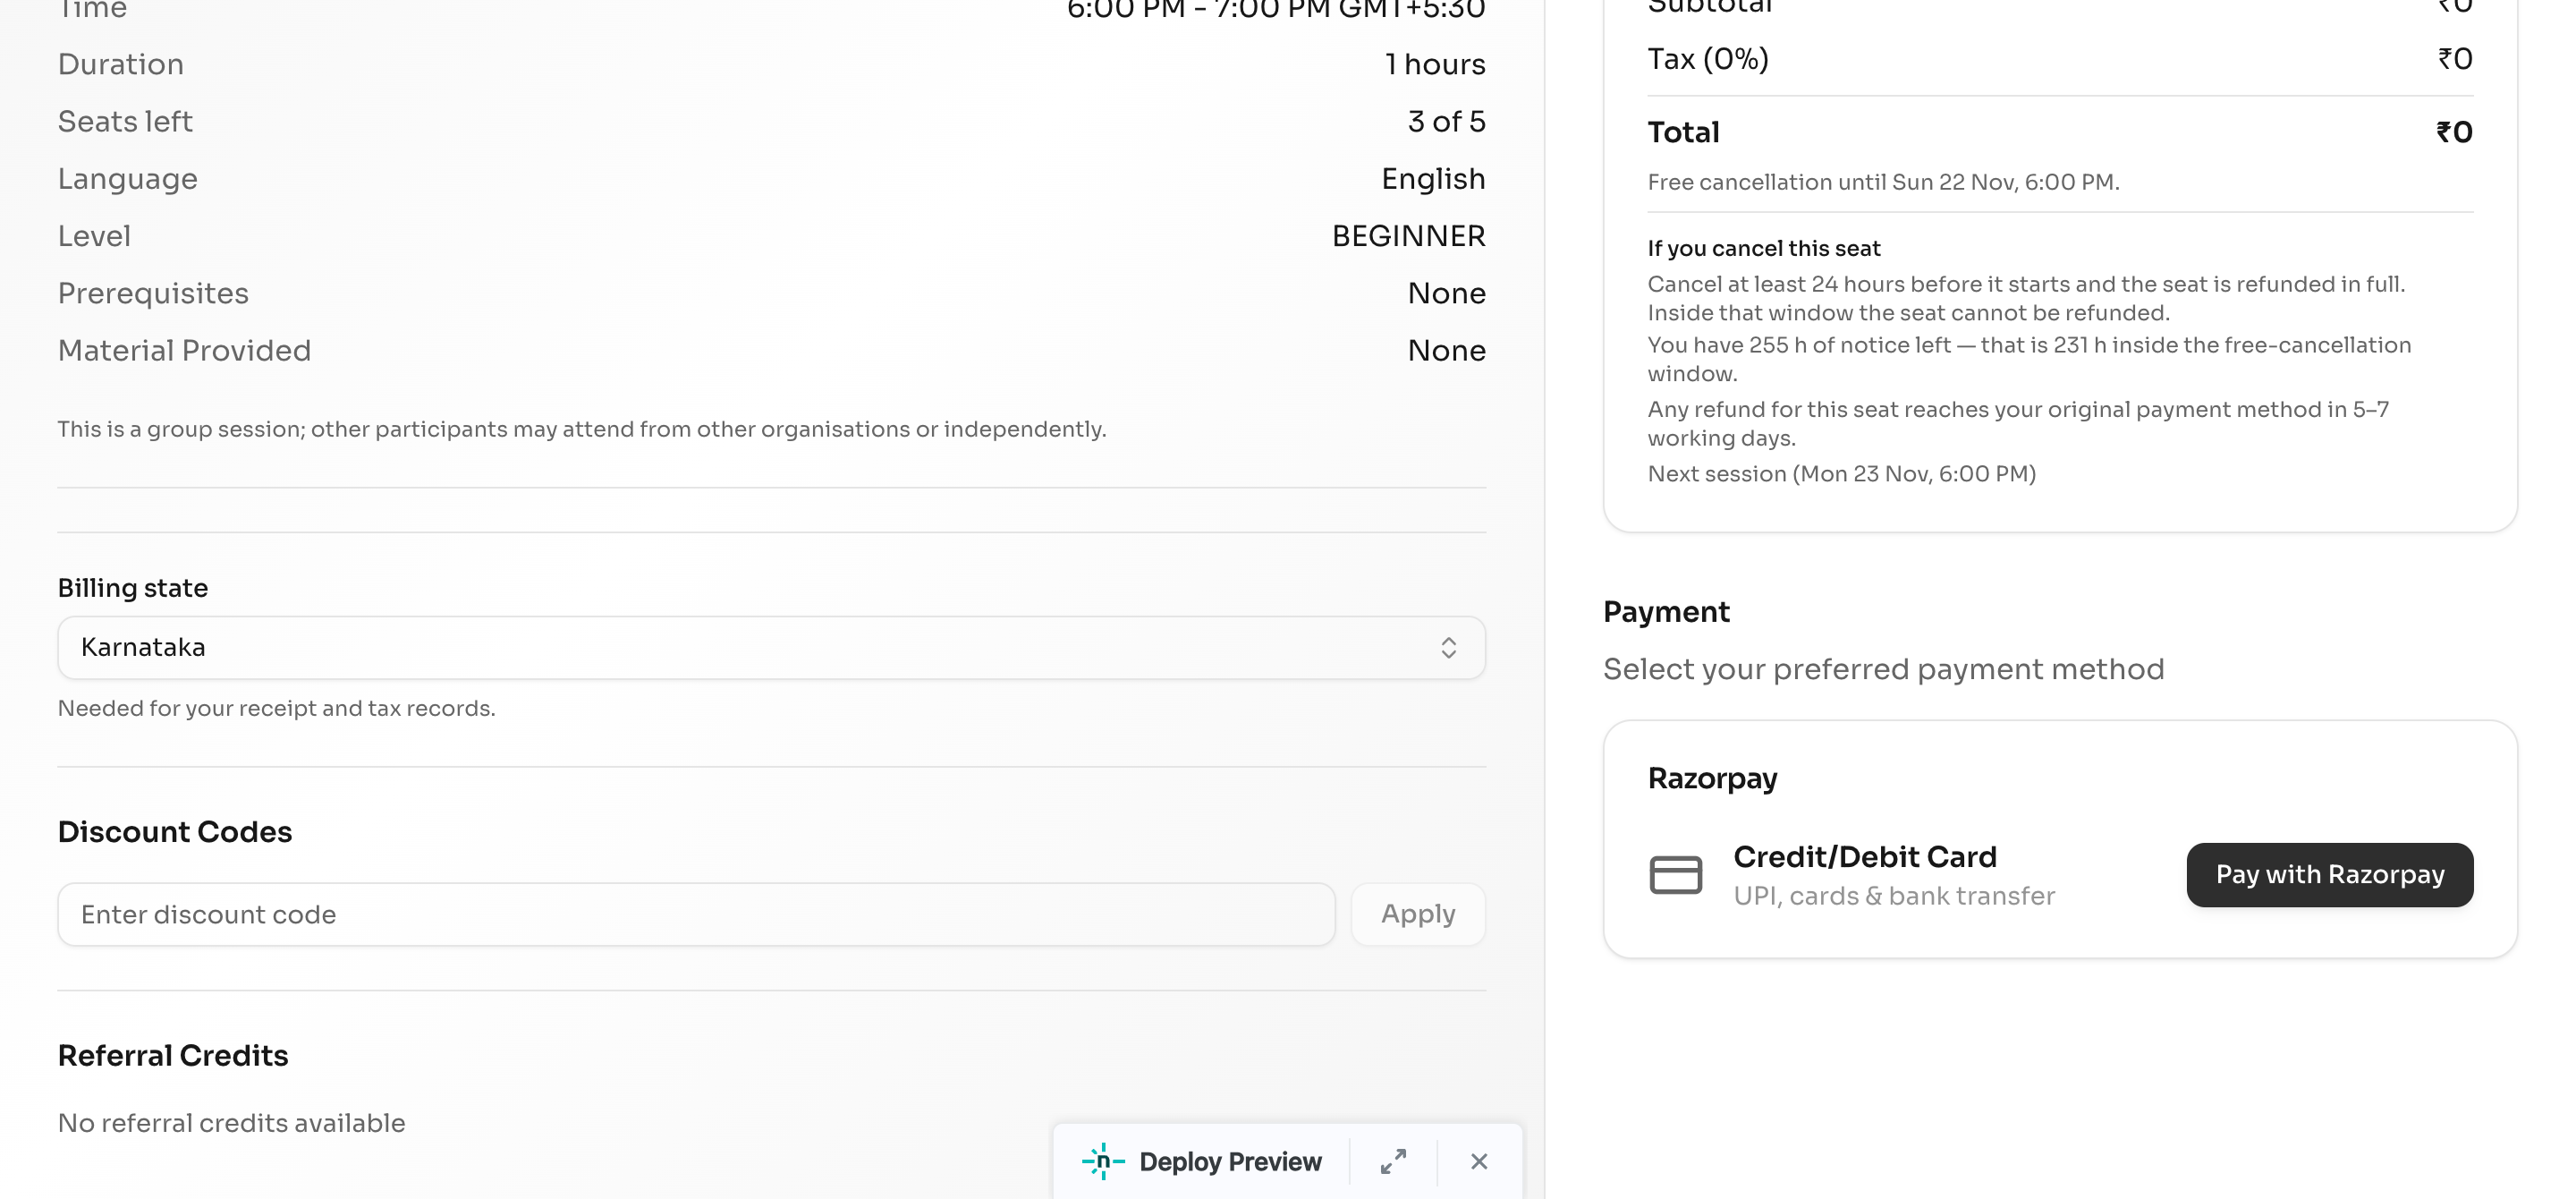 Time
6:00 PM - 7:00 PM GMT+5:30
Duration
1 hours
Seats left
3 of 5
Language
English
Level
BEGINNER
Prerequisites
None
Material Provided
None
This is a group session; other participants may attend from other organisations or independently.
Billing state
Karnataka
Needed for your receipt and tax records.
Discount Codes
Enter discount code
Apply
Referral Credits
No referral credits available
Subtotal
₹0
Tax (0%)
₹0
Total
₹0
Free cancellation until Sun 22 Nov, 6:00 PM.
If you cancel this seat
Cancel at least 24 hours before it starts and the seat is refunded in full.
Inside that window the seat cannot be refunded.
You have 255 h of notice left — that is 231 h inside the free-cancellation
window.
Any refund for this seat reaches your original payment method in 5–7
working days.
Next session (Mon 23 Nov, 6:00 PM)
Payment
Select your preferred payment method
Razorpay
Credit/Debit Card
UPI, cards & bank transfer
Pay with Razorpay
Deploy Preview